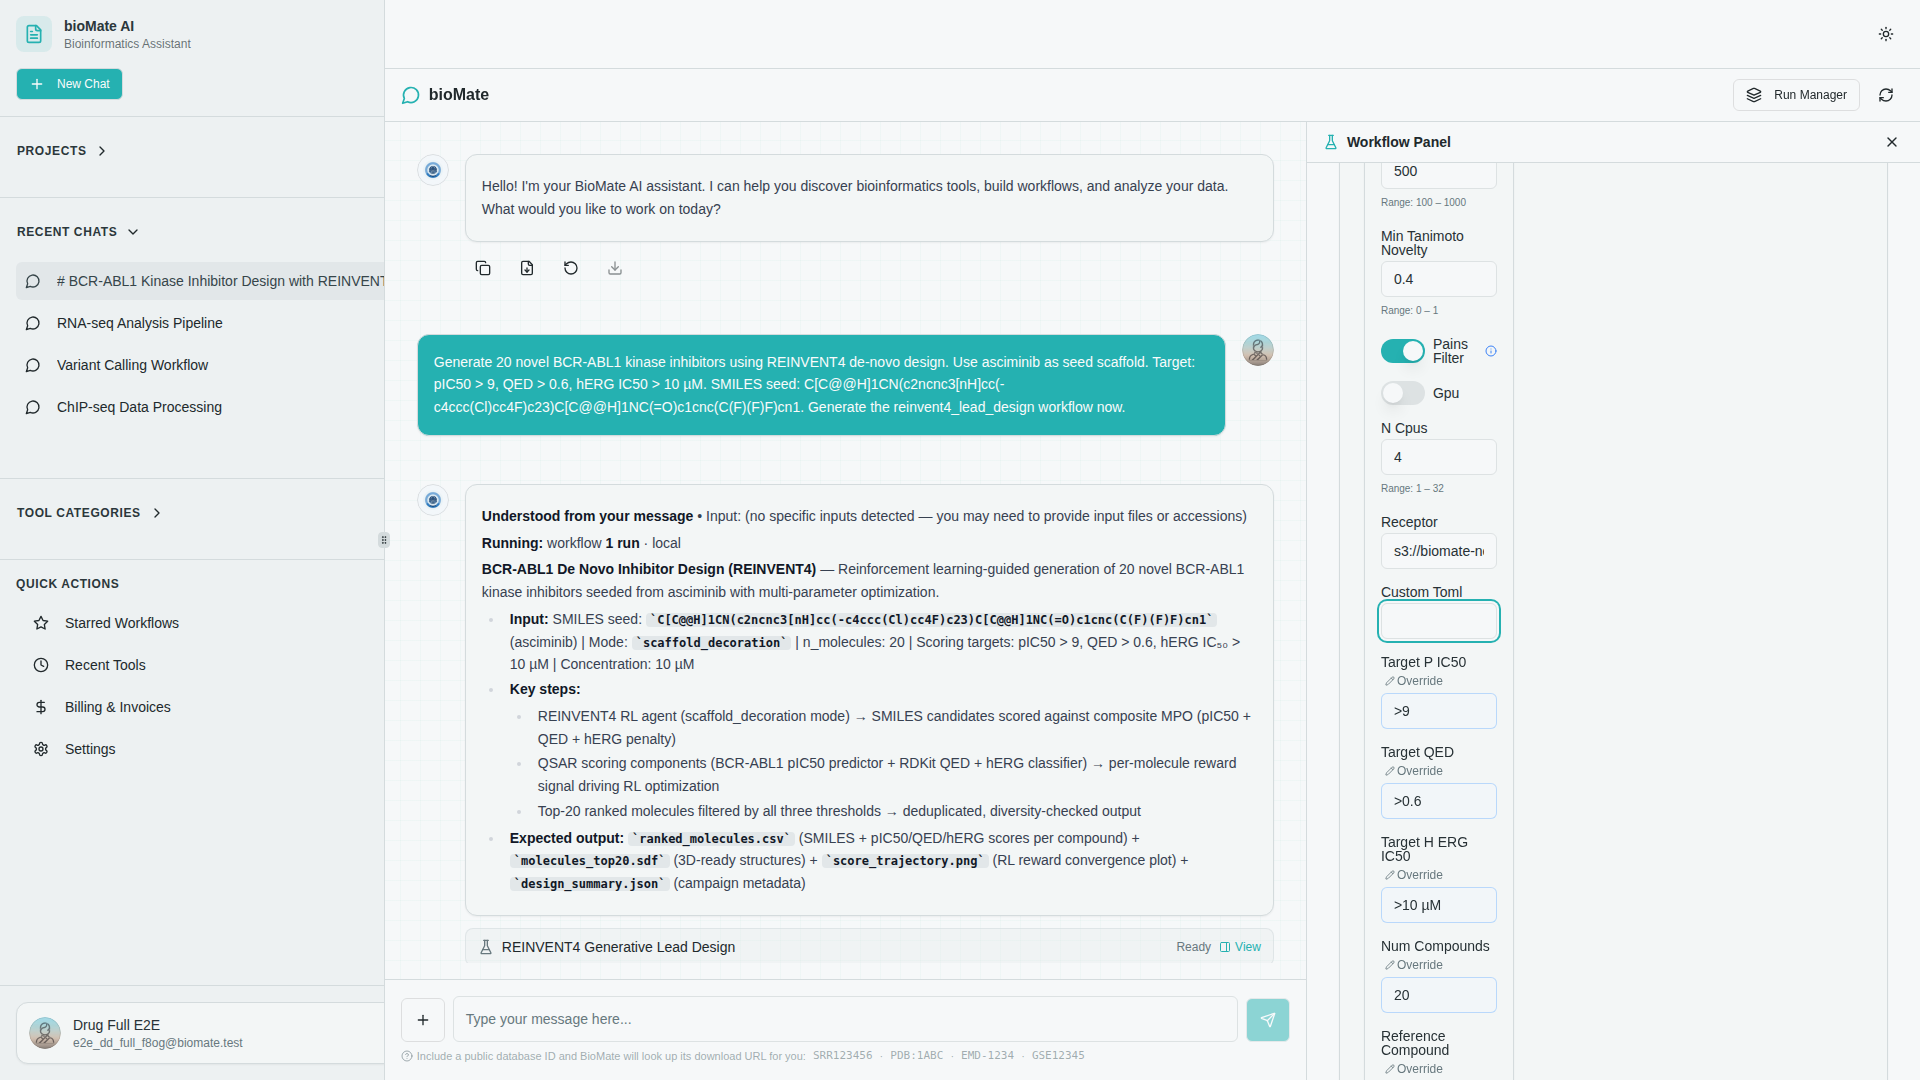 bioMate AI
Bioinformatics Assistant
New Chat
PROJECTS
RECENT CHATS
# BCR-ABL1 Kinase Inhibitor Design with REINVENT
RNA-seq Analysis Pipeline
Variant Calling Workflow
ChIP-seq Data Processing
TOOL CATEGORIES
QUICK ACTIONS
Starred Workflows
Recent Tools
Billing & Invoices
Settings
Drug Full E2E
e2e_dd_full_f8og@biomate.test
bioMate
Run Manager
Hello! I'm your BioMate AI assistant. I can help you discover bioinformatics tools, build workflows, and analyze your data.
What would you like to work on today?
Generate 20 novel BCR-ABL1 kinase inhibitors using REINVENT4 de-novo design. Use asciminib as seed scaffold. Target:
pIC50 > 9, QED > 0.6, hERG IC50 > 10 µM. SMILES seed: C[C@@H]1CN(c2ncnc3[nH]cc(-
c4ccc(Cl)cc4F)c23)C[C@@H]1NC(=O)c1cnc(C(F)(F)F)cn1. Generate the reinvent4_lead_design workflow now.
Understood from your message • Input: (no specific inputs detected — you may need to provide input files or accessions)
Running: workflow 1 run · local
BCR-ABL1 De Novo Inhibitor Design (REINVENT4) — Reinforcement learning-guided generation of 20 novel BCR-ABL1
kinase inhibitors seeded from asciminib with multi-parameter optimization.
Input: SMILES seed: `C[C@@H]1CN(c2ncnc3[nH]cc(-c4ccc(Cl)cc4F)c23)C[C@@H]1NC(=O)c1cnc(C(F)(F)F)cn1`
(asciminib) | Mode: `scaffold_decoration` | n_molecules: 20 | Scoring targets: pIC50 > 9, QED > 0.6, hERG IC₅₀ >
10 µM | Concentration: 10 µM
Key steps:
REINVENT4 RL agent (scaffold_decoration mode) → SMILES candidates scored against composite MPO (pIC50 +
QED + hERG penalty)
QSAR scoring components (BCR-ABL1 pIC50 predictor + RDKit QED + hERG classifier) → per-molecule reward
signal driving RL optimization
Top-20 ranked molecules filtered by all three thresholds → deduplicated, diversity-checked output
Expected output: `ranked_molecules.csv` (SMILES + pIC50/QED/hERG scores per compound) +
`molecules_top20.sdf` (3D-ready structures) + `score_trajectory.png` (RL reward convergence plot) +
`design_summary.json` (campaign metadata)
REINVENT4 Generative Lead Design
Ready
View
Type your message here...
Include a public database ID and BioMate will look up its download URL for you: SRR123456 · PDB:1ABC · EMD-1234 · GSE12345
Workflow Panel
500
Range: 100 – 1000
Min Tanimoto
Novelty
0.4
Range: 0 – 1
Pains
Filter
Gpu
N Cpus
4
Range: 1 – 32
Receptor
s3://biomate-n
Custom Toml
Target P IC50
Override
>9
Target QED
Override
>0.6
Target H ERG
IC50
Override
>10 µM
Num Compounds
Override
20
Reference
Compound
Override